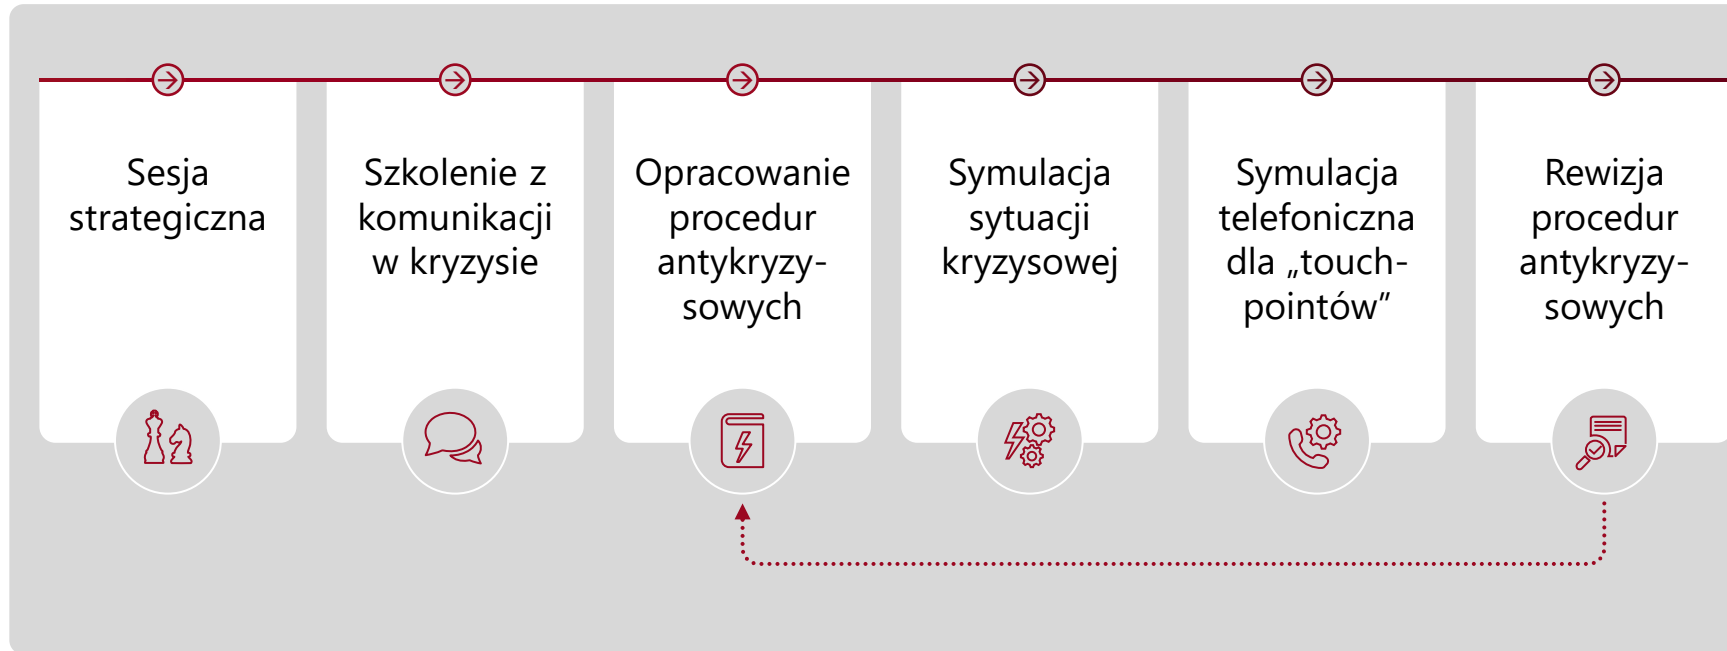 Sesja
strategiczna
Szkolenie z
komunikacji
w kryzysie
Opracowanie
procedur
antykryzy-
sowych
Symulacja
sytuacji
kryzysowej
Symulacja
telefoniczna
dla „touch-
pointów”
Rewizja
procedur
antykryzy-
sowych